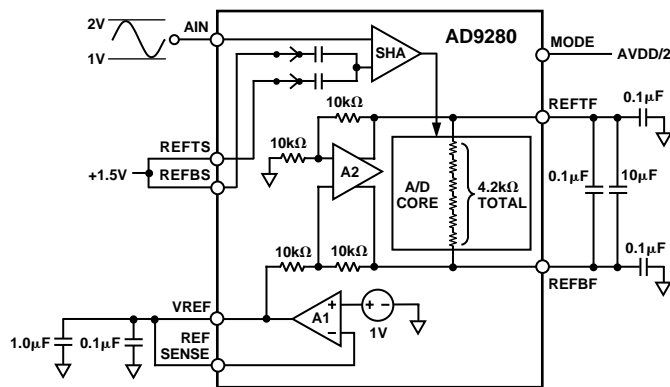 2V
1V
AIN
AD9280
SHA
MODE
AVDD/2
10kΩ
REFTF
0.1µF
10kΩ
REFTS
REFBS
+1.5V
A2
A/D
CORE
4.2kΩ
TOTAL
0.1µF
10µF
10kΩ
10kΩ
0.1µF
REFBF
VREF
A1
+
–
+ –
1V
1.0µF
0.1µF
REF
SENSE